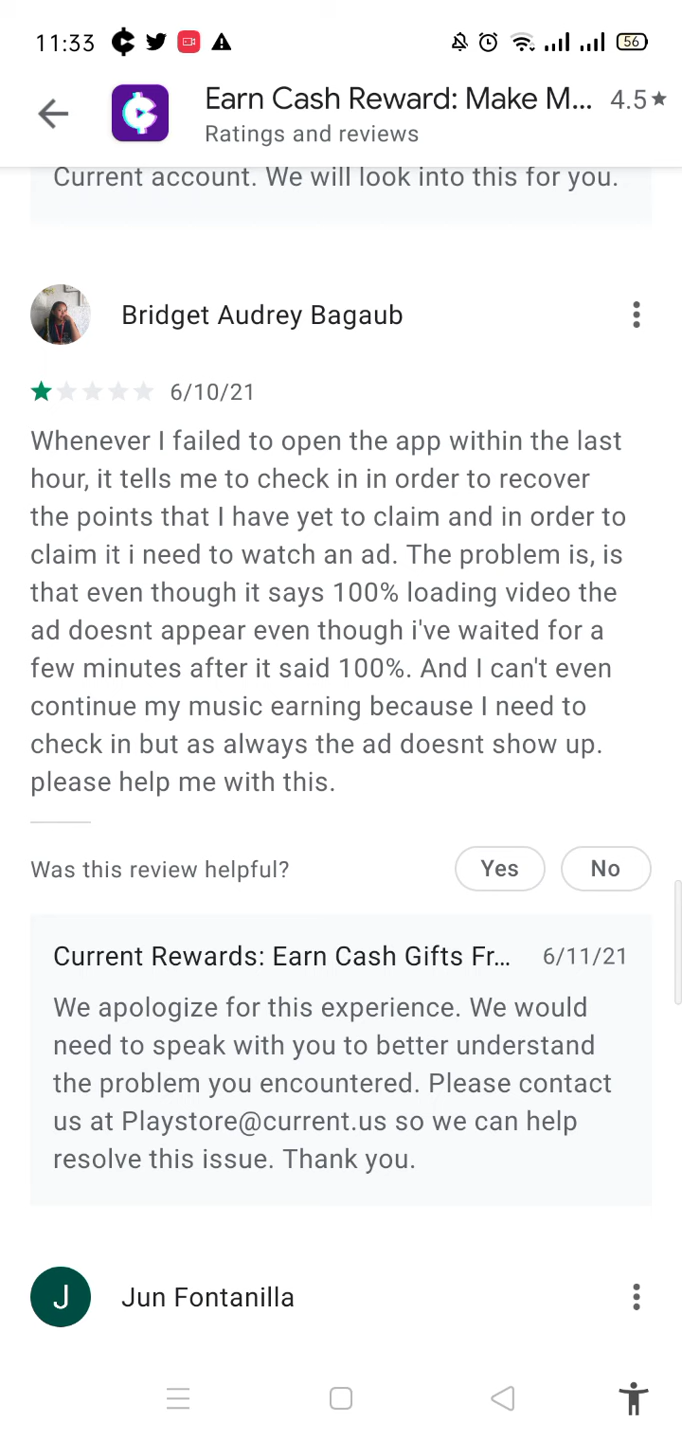 11:33
56
Earn Cash Reward: Make M... 4.5★
Ratings and reviews
Current account. We will look into this for you.
Bridget Audrey Bagaub
6/10/21
Whenever I failed to open the app within the last
hour, it tells me to check in in order to recover
the points that I have yet to claim and in order to
claim it i need to watch an ad. The problem is, is
that even though it says 100% loading video the
ad doesnt appear even though i've waited for a
few minutes after it said 100%. And I can't even
continue my music earning because I need to
check in but as always the ad doesnt show up.
please help me with this.
Was this review helpful? Yes No
Current Rewards: Earn Cash Gifts Fr... 6/11/21
We apologize for this experience. We would
need to speak with you to better understand
the problem you encountered. Please contact
us at Playstore@current.us so we can help
resolve this issue. Thank you.
J Jun Fontanilla